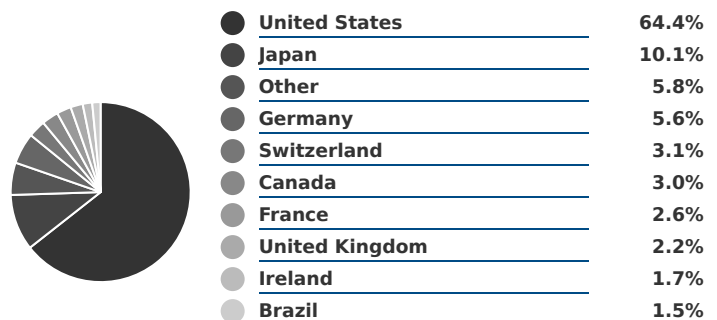 United States 64.4%
Japan 10.1%
Other 5.8%
Germany 5.6%
Switzerland 3.1%
Canada 3.0%
France 2.6%
United Kingdom 2.2%
Ireland 1.7%
Brazil 1.5%